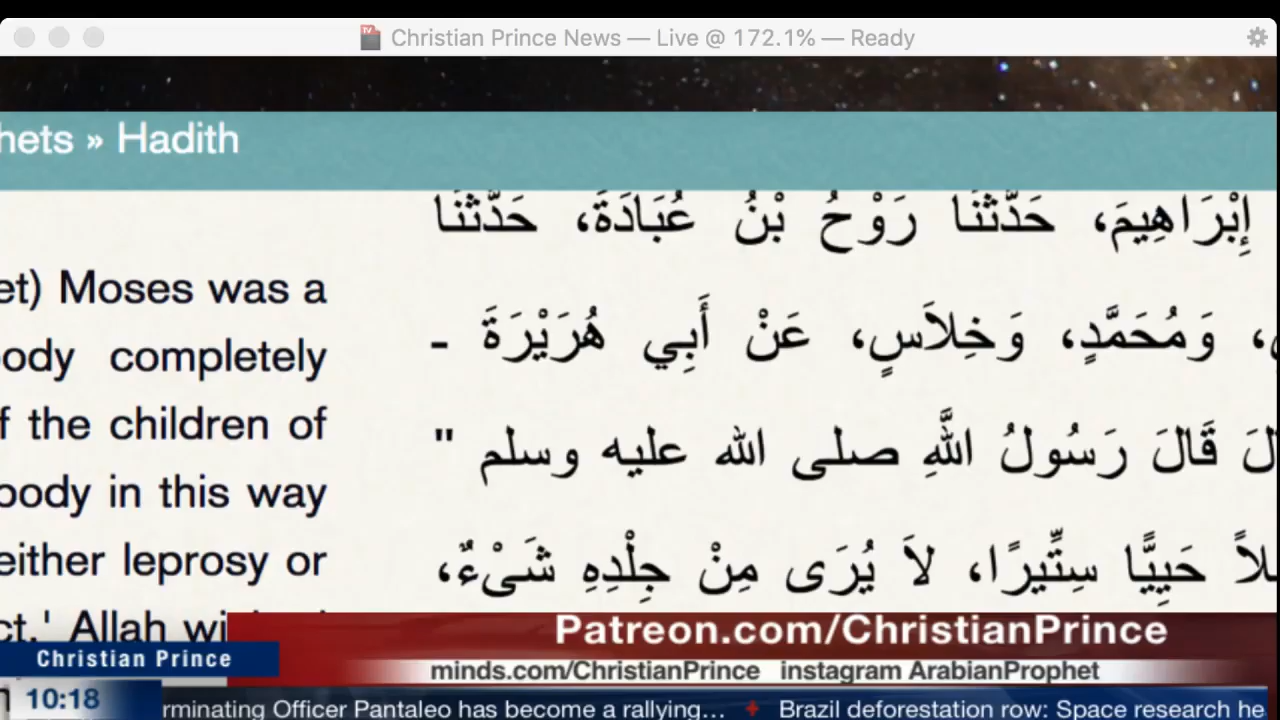 Christian Prince News — Live @ 172.1% — Ready
hets » Hadith
إِبْرَاهِيمَ، حَدَّثَنَا رَوْحُ بْنُ عُبَادَةَ، حَدَّثَنَا
et) Moses was a
، وَمُحَمَّدٍ، وَخِلاَسٍ، عَنْ أَبِي هُرَيْرَةَ ـ
ody completely
f the children of
لَ قَالَ رَسُولُ اللَّهِ صلى الله عليه وسلم "
body in this way
لاً حَيِيًّا سِتِّيرًا، لاَ يُرَى مِنْ جِلْدِهِ شَىْءٌ،
either leprosy or
ct.' Allah wi
Patreon.com/ChristianPrince
Christian Prince
minds.com/ChristianPrince instagram ArabianProphet
10:18
rminating Officer Pantaleo has become a rallying... + Brazil deforestation row: Space research he